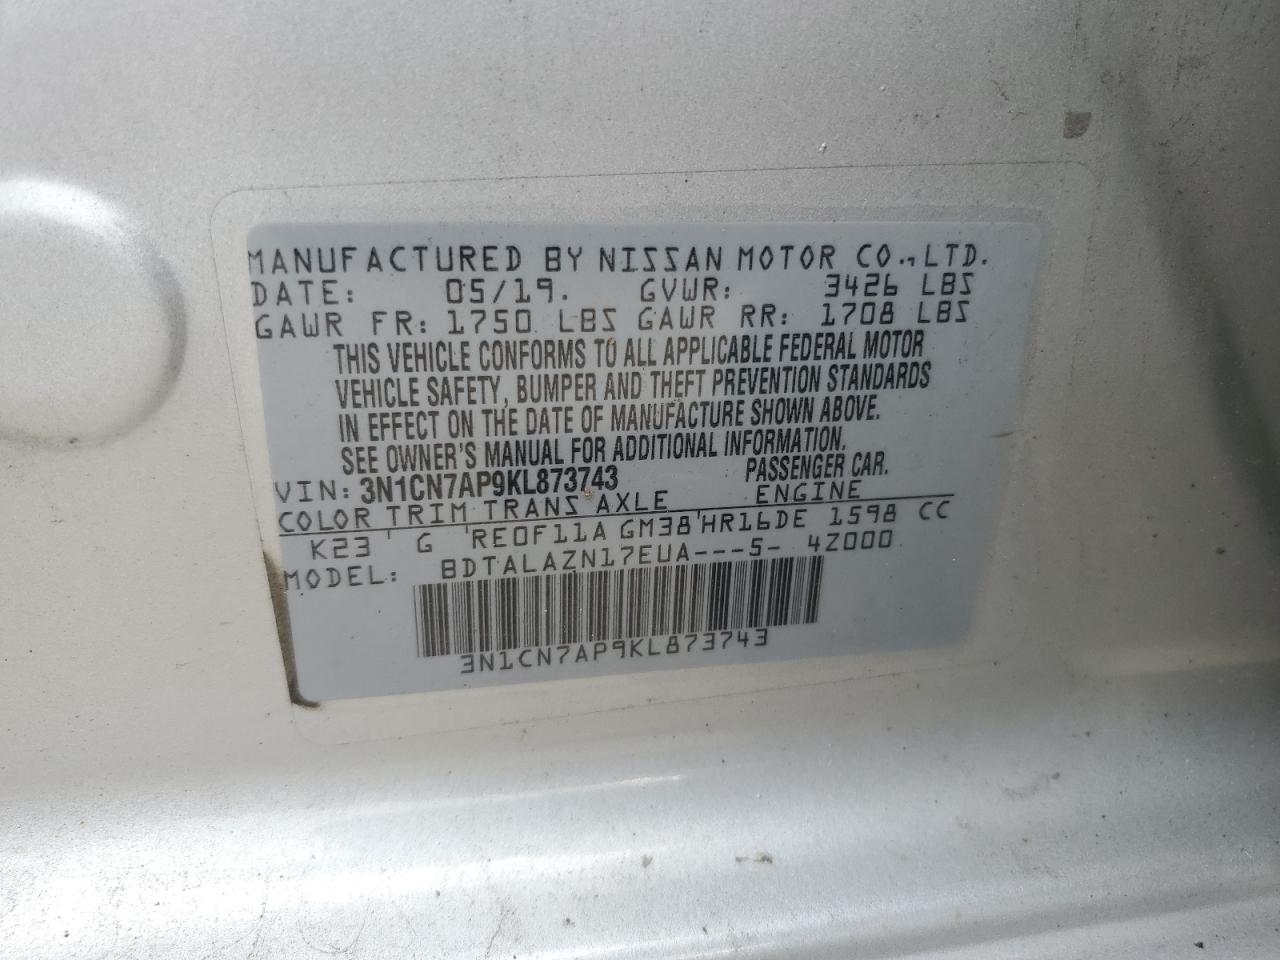 MANUFACTURED BY NISSAN MOTOR CO., LTD.
DATE: 05/19. GVWR: 3426 LBS
GAWR FR: 1750 LBS GAWR RR: 1708 LBS
THIS VEHICLE CONFORMS TO ALL APPLICABLE FEDERAL MOTOR
VEHICLE SAFETY, BUMPER AND THEFT PREVENTION STANDARDS
IN EFFECT ON THE DATE OF MANUFACTURE SHOWN ABOVE.
SEE OWNER'S MANUAL FOR ADDITIONAL INFORMATION.
VIN: 3N1CN7AP9KL873743 PASSENGER CAR.
COLOR TRIM TRANS AXLE ENGINE
K23 G RE0F11A GM38 HR16DE 1598 CC
MODEL: BDTALAZN17EUA---5- 4Z000
3N1CN7AP9KL873743